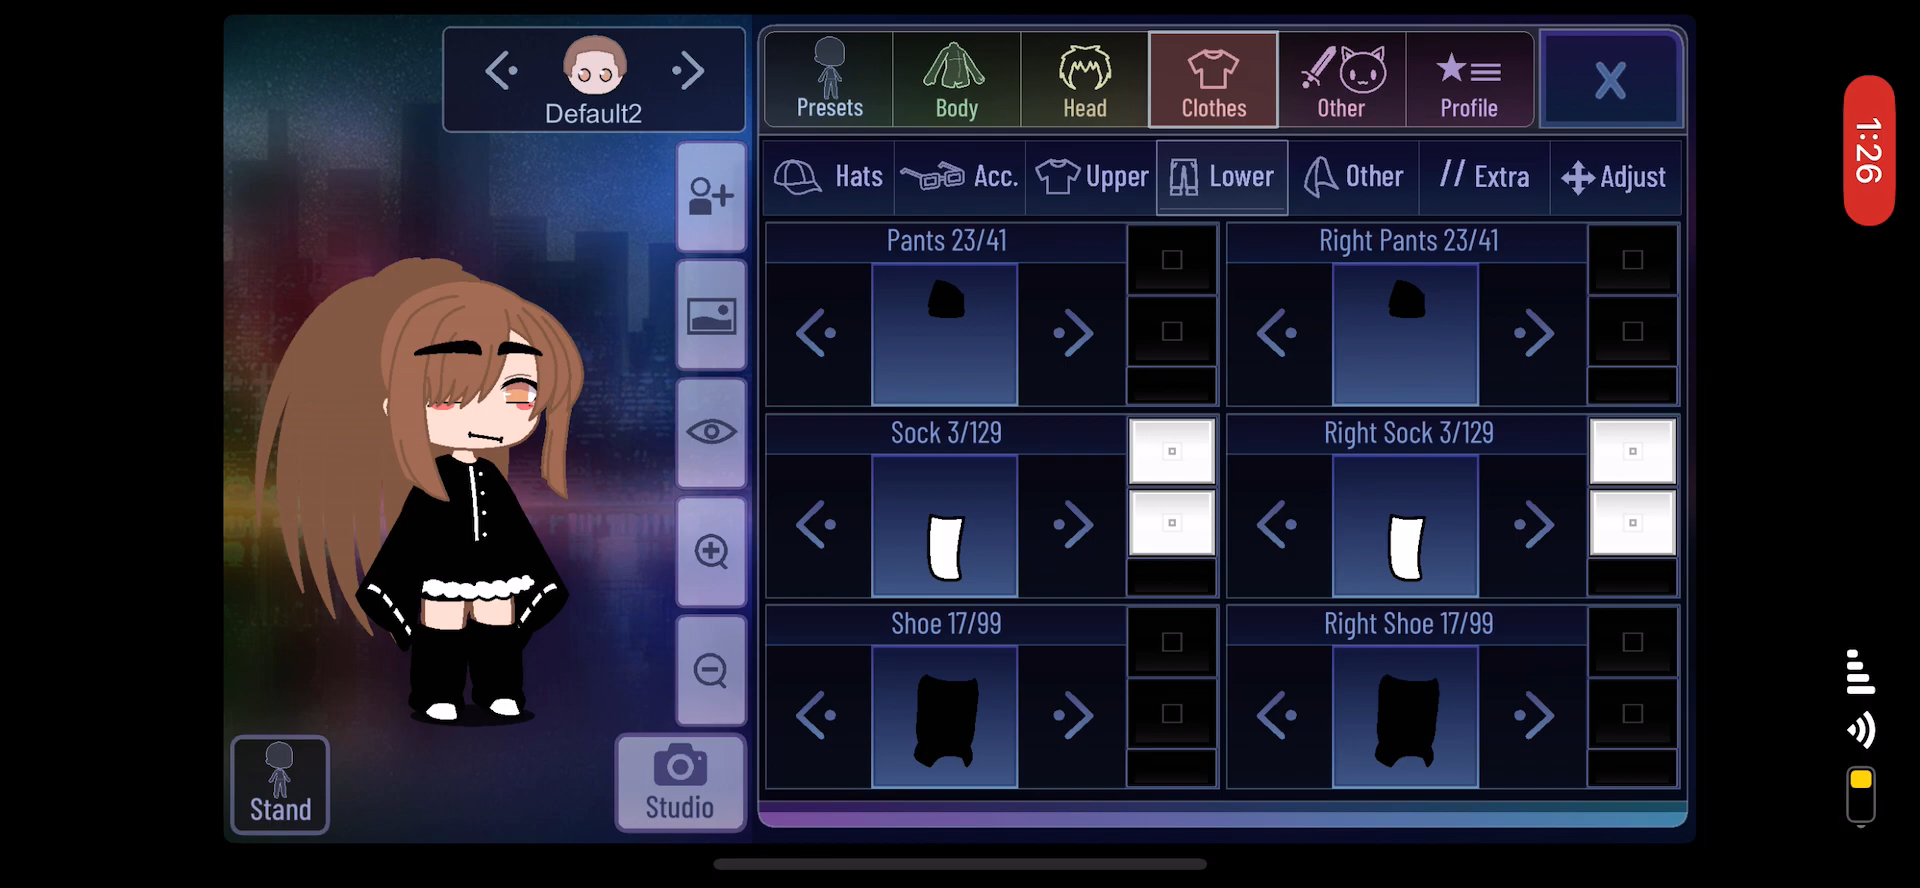 Default2
Presets
Body
Head
Clothes
Other
Profile
X
Hats
Acc.
Upper
Lower
Other
Extra
Adjust
Pants 23/41
Right Pants 23/41
Sock 3/129
Right Sock 3/129
Shoe 17/99
Right Shoe 17/99
Stand
Studio
1:26